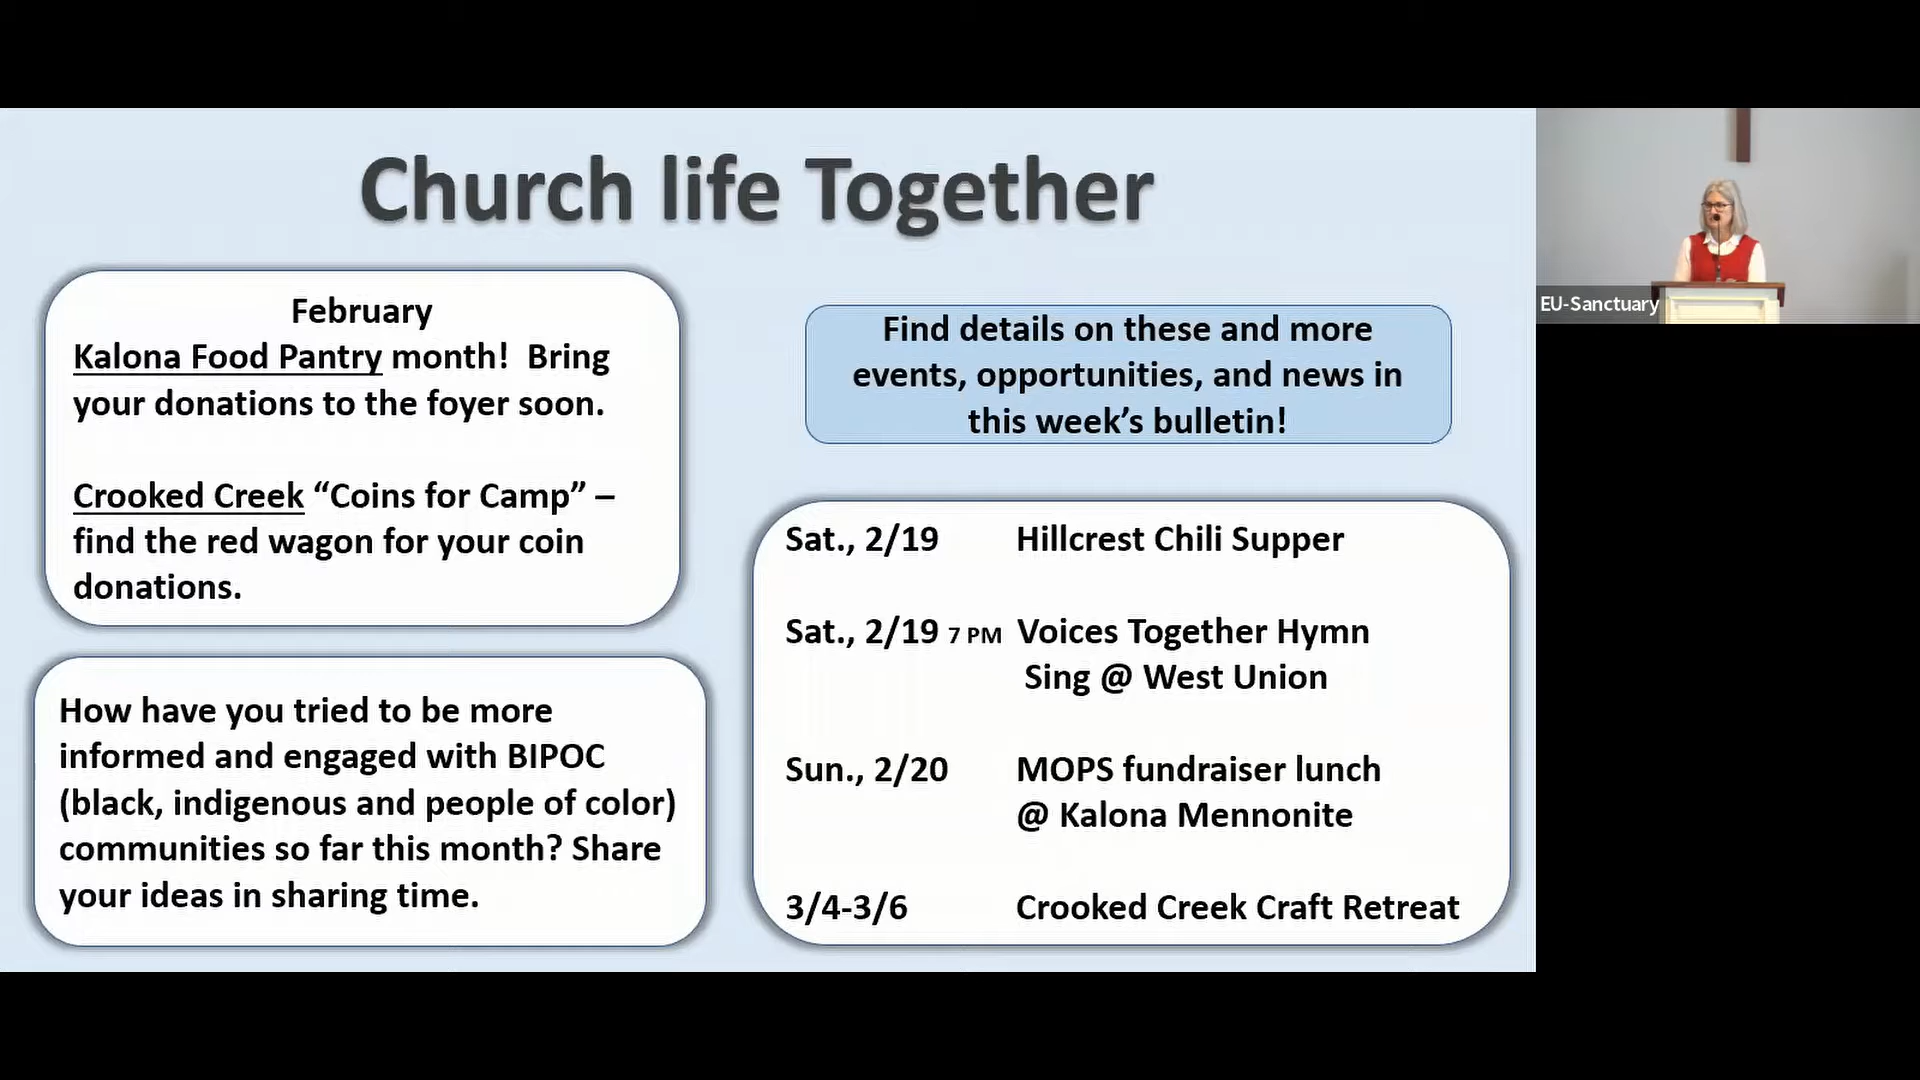 Church life Together
February
Kalona Food Pantry month!  Bring
your donations to the foyer soon.
Crooked Creek “Coins for Camp” –
find the red wagon for your coin
donations.
How have you tried to be more
informed and engaged with BIPOC
(black, indigenous and people of color)
communities so far this month? Share
your ideas in sharing time.
Find details on these and more
events, opportunities, and news in
this week’s bulletin!
Sat., 2/19 Hillcrest Chili Supper
Sat., 2/19 7 PM Voices Together Hymn
Sing @ West Union
Sun., 2/20 MOPS fundraiser lunch
@ Kalona Mennonite
3/4-3/6 Crooked Creek Craft Retreat
EU-Sanctuary